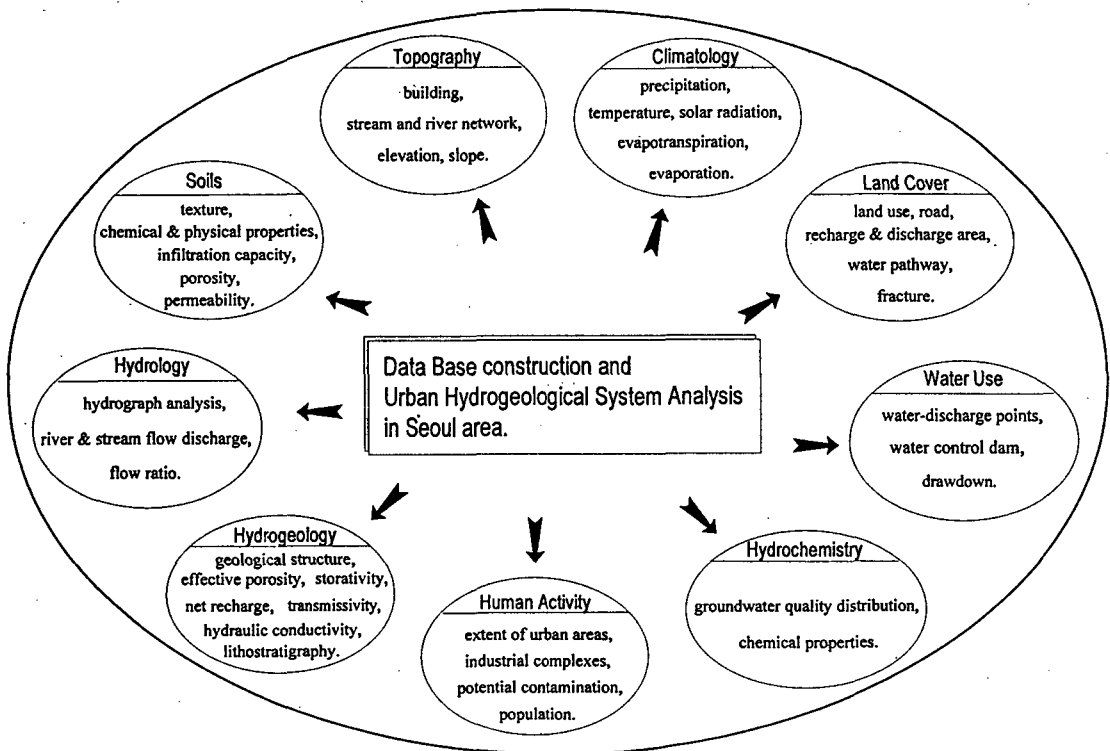 Topography
building,
stream and river network,
elevation, slope.
Climatology
precipitation,
temperature, solar radiation,
evapotranspiration,
evaporation.
Soils
texture,
chemical & physical properties,
infiltration capacity,
porosity,
permeability.
Land Cover
land use, road,
recharge & discharge area,
water pathway,
fracture.
Data Base construction and
Urban Hydrogeological System Analysis
in Seoul area.
Hydrology
hydrograph analysis,
river & stream flow discharge,
flow ratio.
Water Use
water-discharge points,
water control dam,
drawdown.
Hydrogeology
geological structure,
effective porosity, storativity,
net recharge, transmissivity,
hydraulic conductivity,
lithostratigraphy.
Human Activity
extent of urban areas,
industrial complexes,
potential contamination,
population.
Hydrochemistry
groundwater quality distribution,
chemical properties.